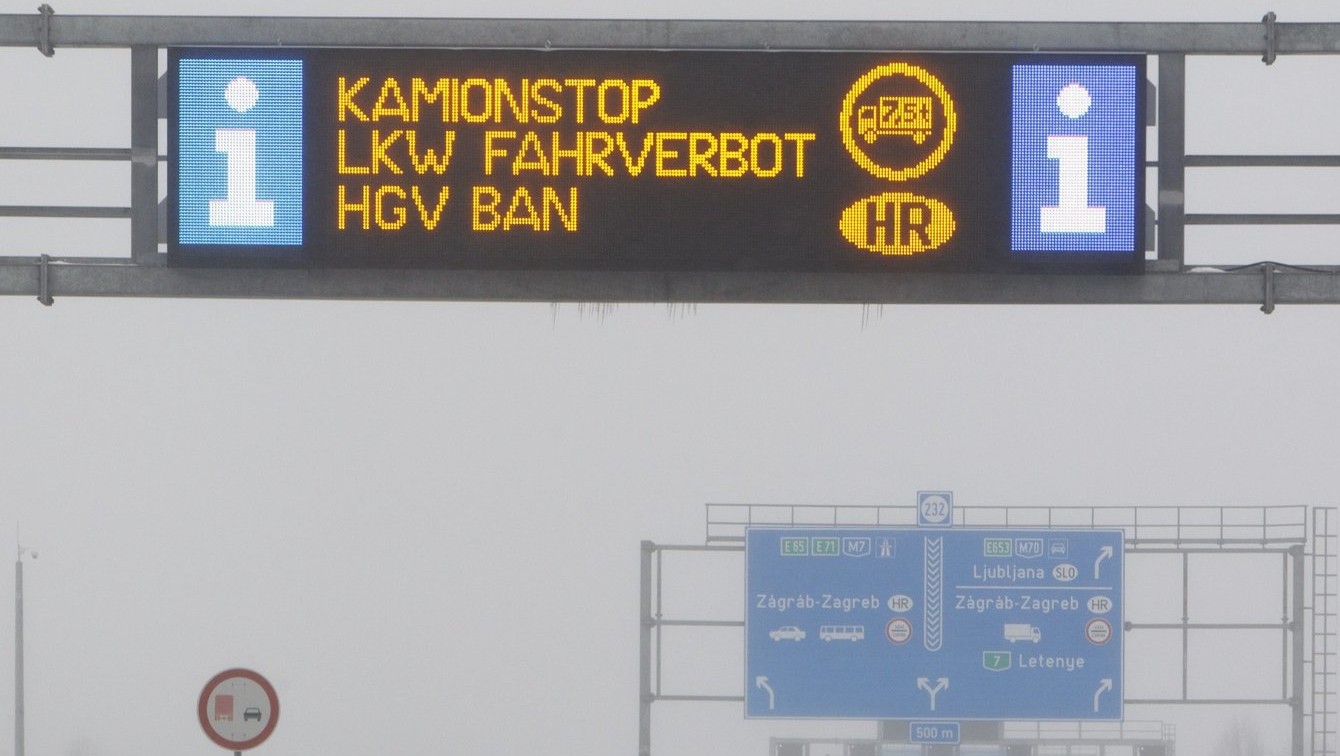 i
KAMIONSTOP
LKW FAHRVERBOT
HGV BAN
7.5t
HR
i
232
E65 E71 M7
Zágráb-Zagreb HR
E653 M70
Ljubljana SLO
Zágráb-Zagreb HR
7 Letenye
500 m